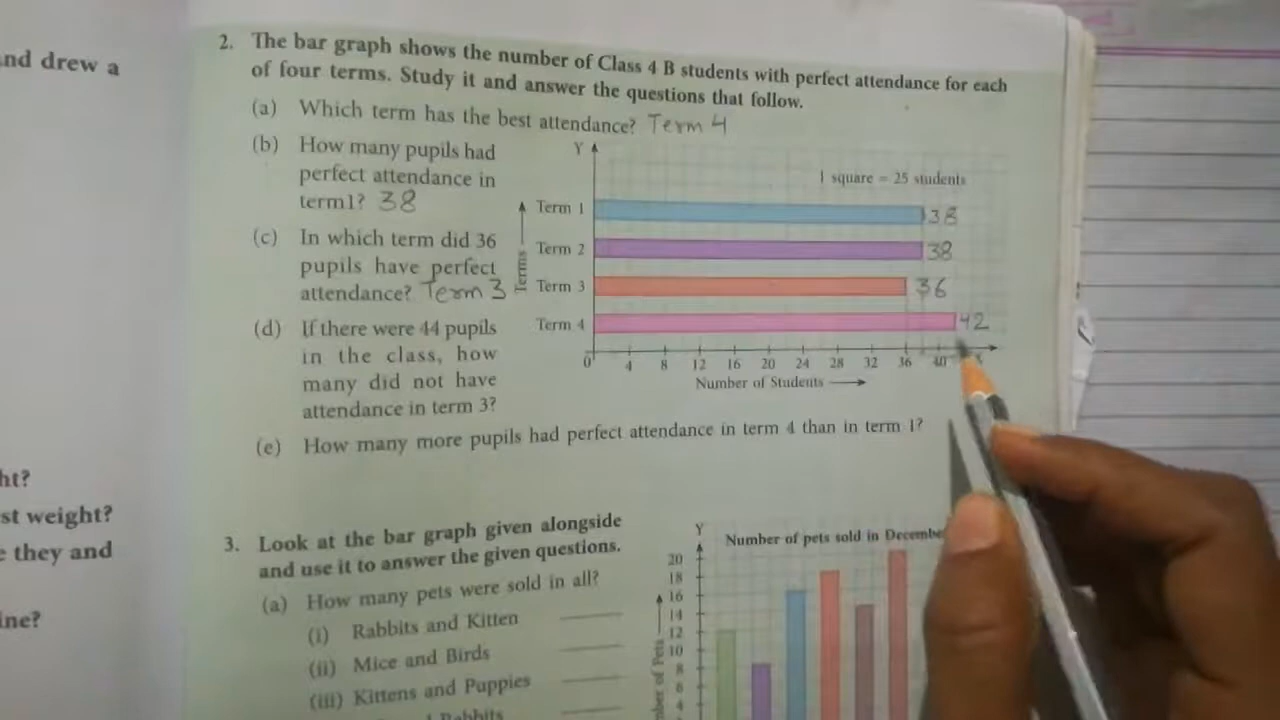 nd drew a
ht?
st weight?
they and
ine?
2. The bar graph shows the number of Class 4 B students with perfect attendance for each
of four terms. Study it and answer the questions that follow.
(a) Which term has the best attendance? Term 4
(b) How many pupils had
perfect attendance in
term1? 38
(c) In which term did 36
pupils have perfect
attendance? Term 3
(d) If there were 44 pupils
in the class, how
many did not have
attendance in term 3?
Y
1 square = 25 students
Term 1 38
Term 2 38
Terms
Term 3 36
Term 4 42
0 4 8 12 16 20 24 28 32 36 40
Number of Students
(e) How many more pupils had perfect attendance in term 4 than in term 1?
3. Look at the bar graph given alongside
and use it to answer the given questions.
(a) How many pets were sold in all?
(i) Rabbits and Kitten
(ii) Mice and Birds
(iii) Kittens and Puppies
Rabbits
Y
Number of pets sold in Decembe
20
18
16
14
12
10
8
6
4
mber of Pets